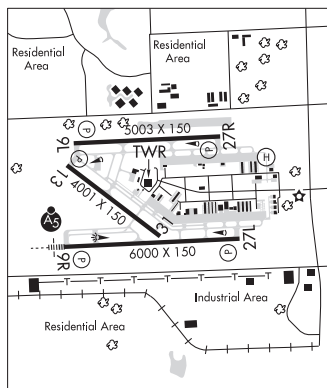 Residential
Area
Residential
Area
P
5003 X 150
P
9L
27R
P
TWR
H
13
4001 X 150
31
A5
9R
P
6000 X 150
P
27L
T T T T T T T T
Industrial Area
Residential Area